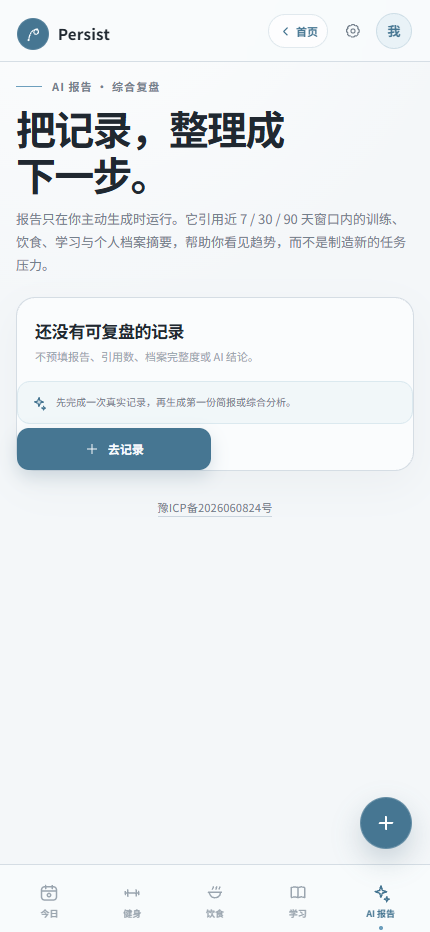 Persist
首页
我
AI 报告 · 综合复盘
把记录，整理成
下一步。
报告只在你主动生成时运行。它引用近 7 / 30 / 90 天窗口内的训练、
饮食、学习与个人档案摘要，帮助你看见趋势，而不是制造新的任务
压力。
还没有可复盘的记录
不预填报告、引用数、档案完整度或 AI 结论。
先完成一次真实记录，再生成第一份简报或综合分析。
去记录
豫ICP备2026060824号
今日
健身
饮食
学习
AI 报告